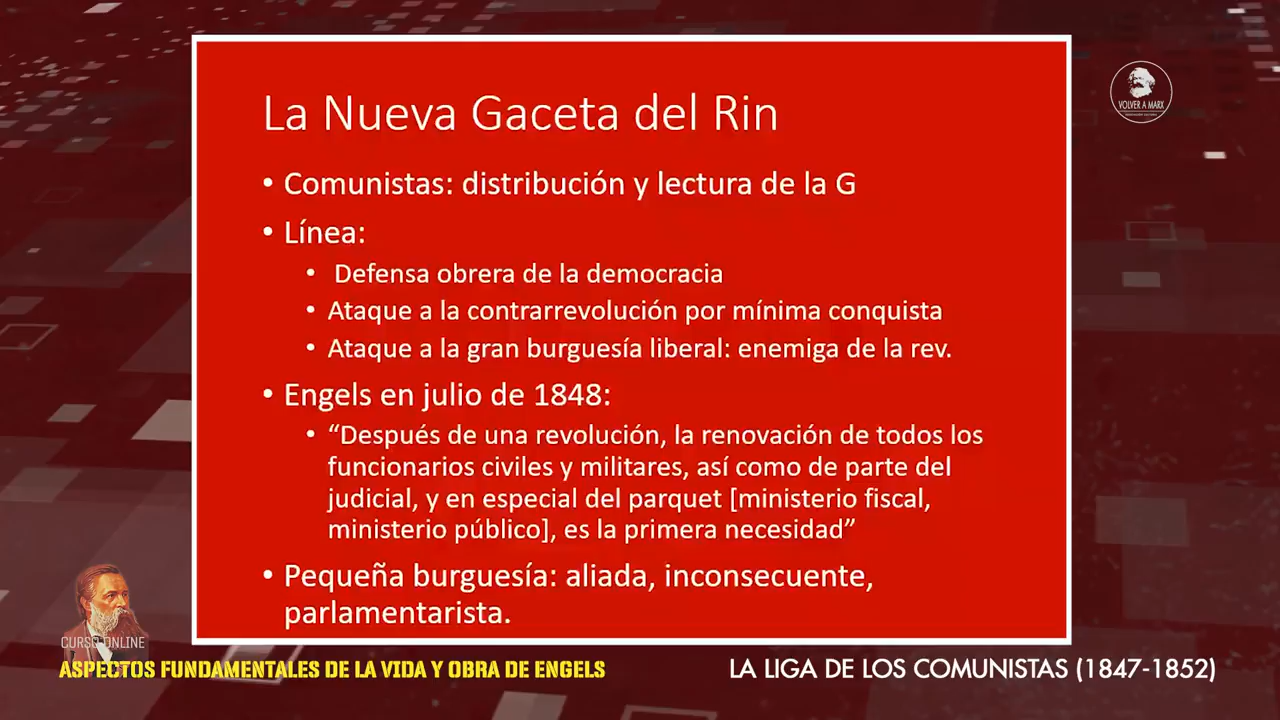 La Nueva Gaceta del Rin
VOLVER A MARX
• Comunistas: distribución y lectura de la G
• Línea:
• Defensa obrera de la democracia
• Ataque a la contrarrevolución por mínima conquista
• Ataque a la gran burguesía liberal: enemiga de la rev.
• Engels en julio de 1848:
• “Después de una revolución, la renovación de todos los
funcionarios civiles y militares, así como de parte del
judicial, y en especial del parquet [ministerio fiscal,
ministerio público], es la primera necesidad”
• Pequeña burguesía: aliada, inconsecuente,
parlamentarista.
CURSO ONLINE
ASPECTOS FUNDAMENTALES DE LA VIDA Y OBRA DE ENGELS
LA LIGA DE LOS COMUNISTAS (1847-1852)